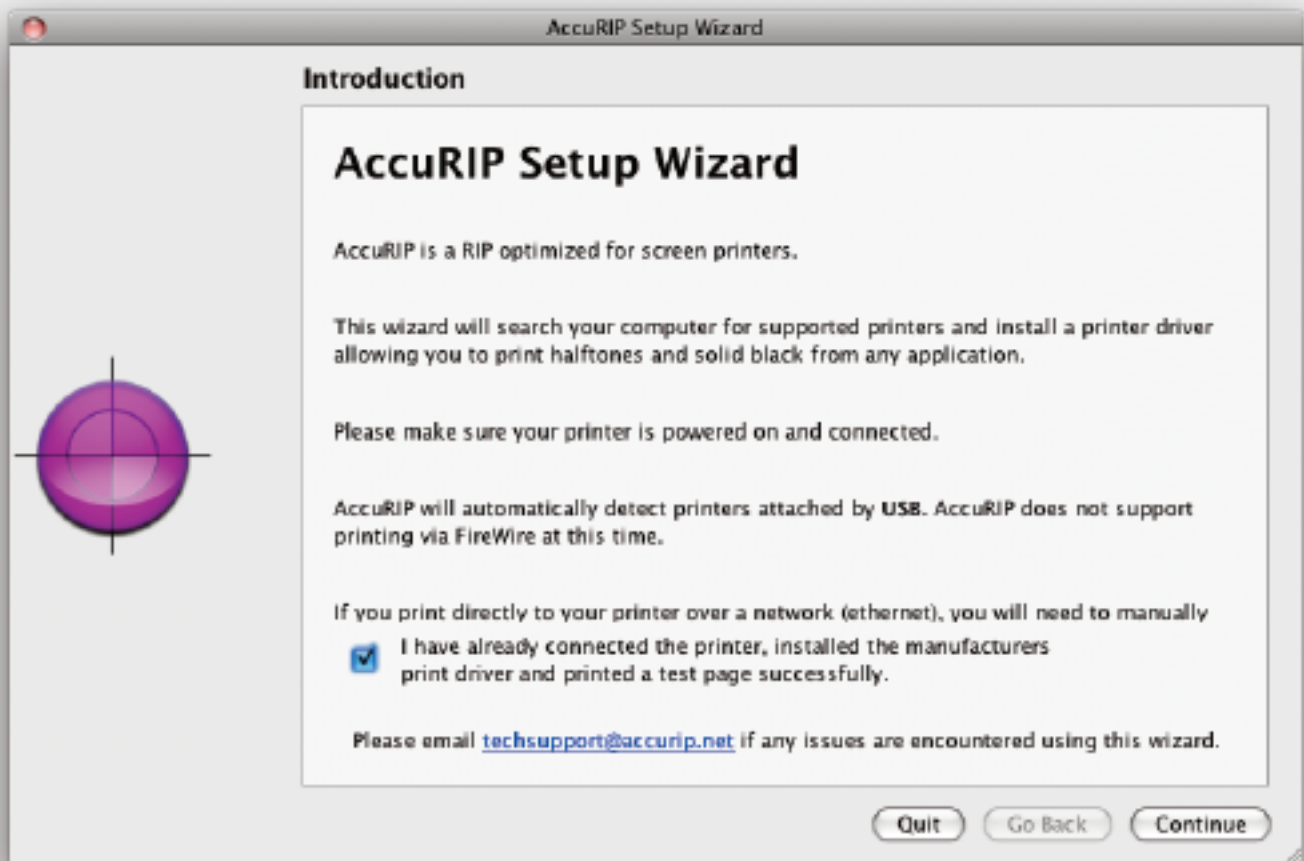 AccuRIP Setup Wizard
Introduction
AccuRIP Setup Wizard
AccuRIP is a RIP optimized for screen printers.
This wizard will search your computer for supported printers and install a printer driver
allowing you to print halftones and solid black from any application.
Please make sure your printer is powered on and connected.
AccuRIP will automatically detect printers attached by USB. AccuRIP does not support
printing via FireWire at this time.
If you print directly to your printer over a network (ethernet), you will need to manually
I have already connected the printer, installed the manufacturers
print driver and printed a test page successfully.
Please email techsupport@accurip.net if any issues are encountered using this wizard.
Quit
Go Back
Continue